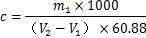 c = m₁ × 1000 / （V₂ − V₁） × 60.88